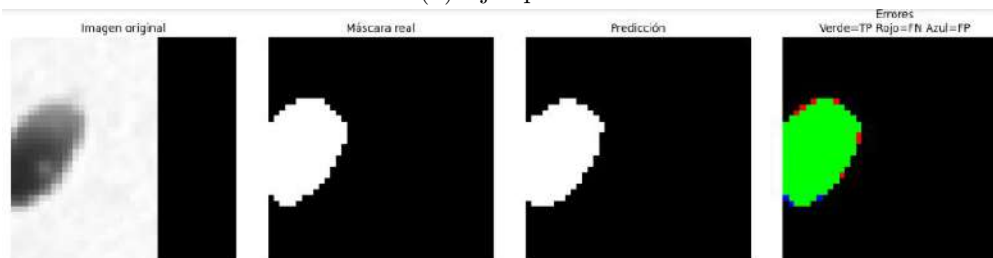 Imagen original
Máscara real
Predicción
Errores
Verde=TP Rojo=FN Azul=FP